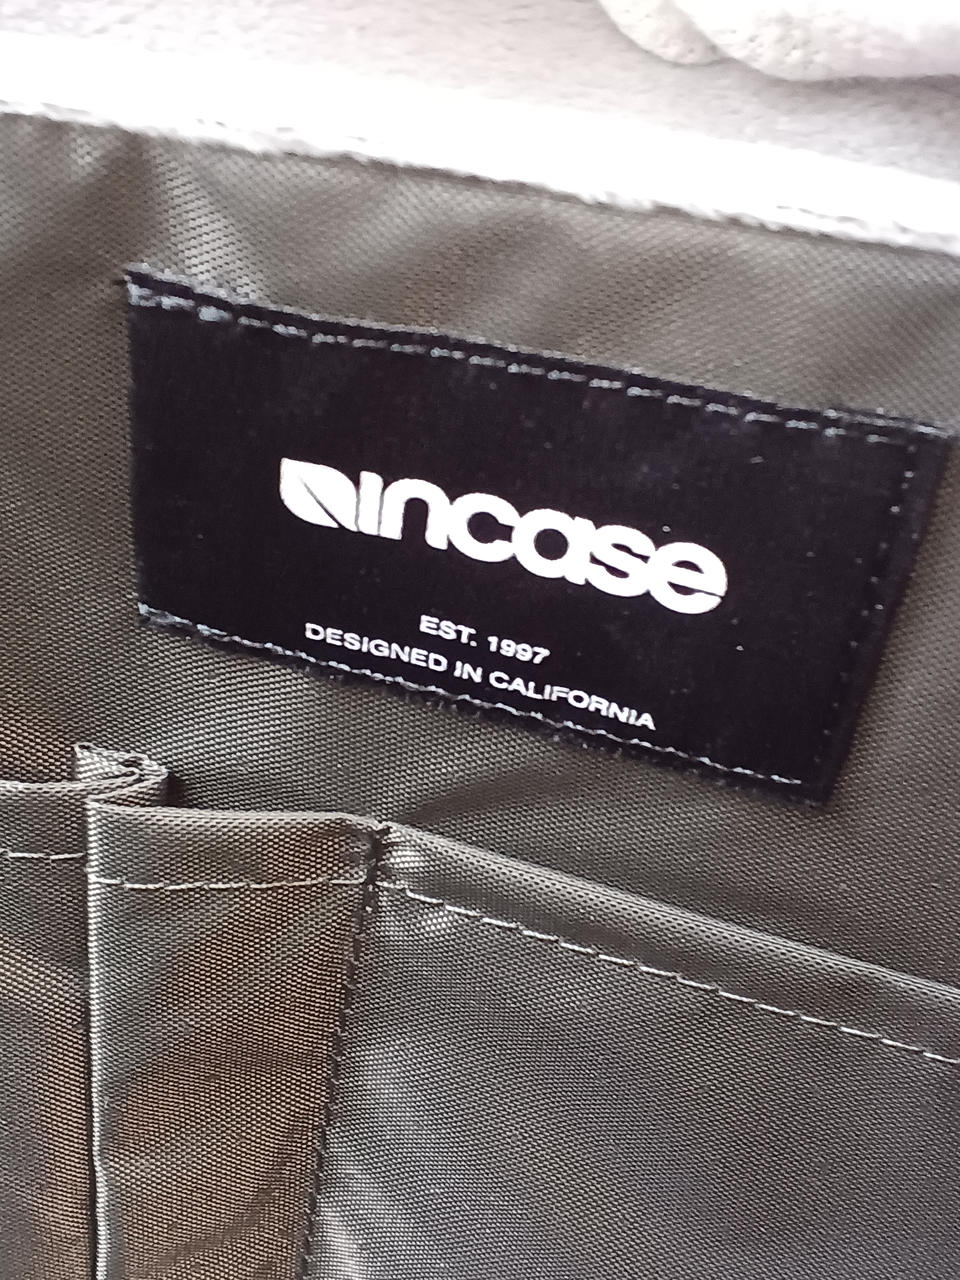 incase
EST. 1997
DESIGNED IN CALIFORNIA